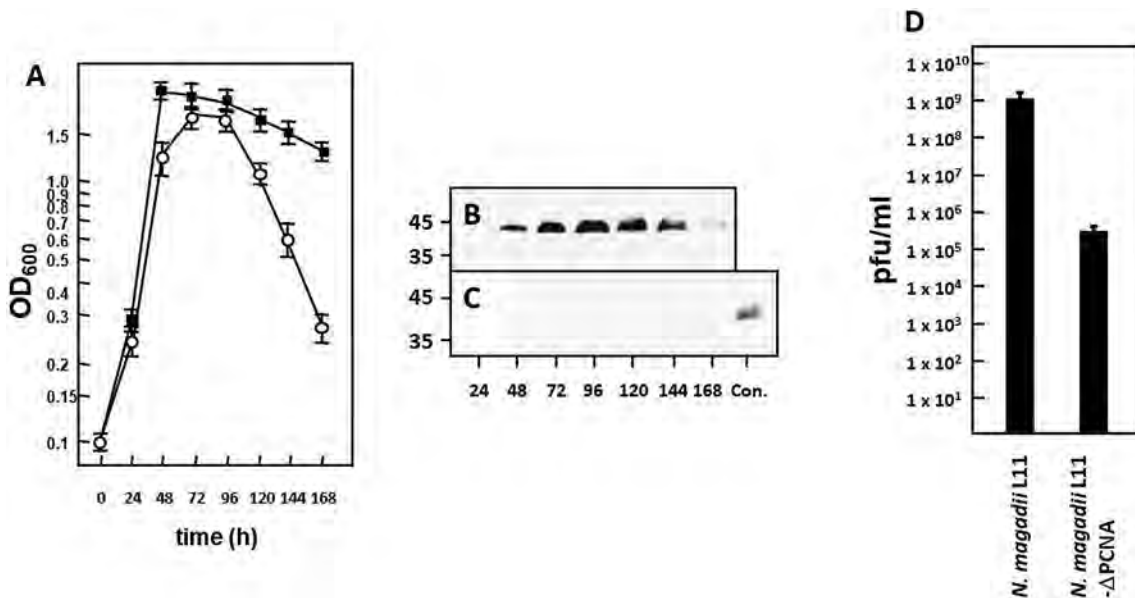 A
OD600
1.5
1.0
0.9
0.8
0.7
0.6
0.5
0.4
0.3
0.2
0.15
0.1
0 24 48 72 96 120 144 168
time (h)
B
45
35
C
45
35
24 48 72 96 120 144 168 Con.
D
pfu/ml
1 x 10^10
1 x 10^9
1 x 10^8
1 x 10^7
1 x 10^6
1 x 10^5
1 x 10^4
1 x 10^3
1 x 10^2
1 x 10^1
N. magadii L11
N. magadii L11
-ΔPCNA